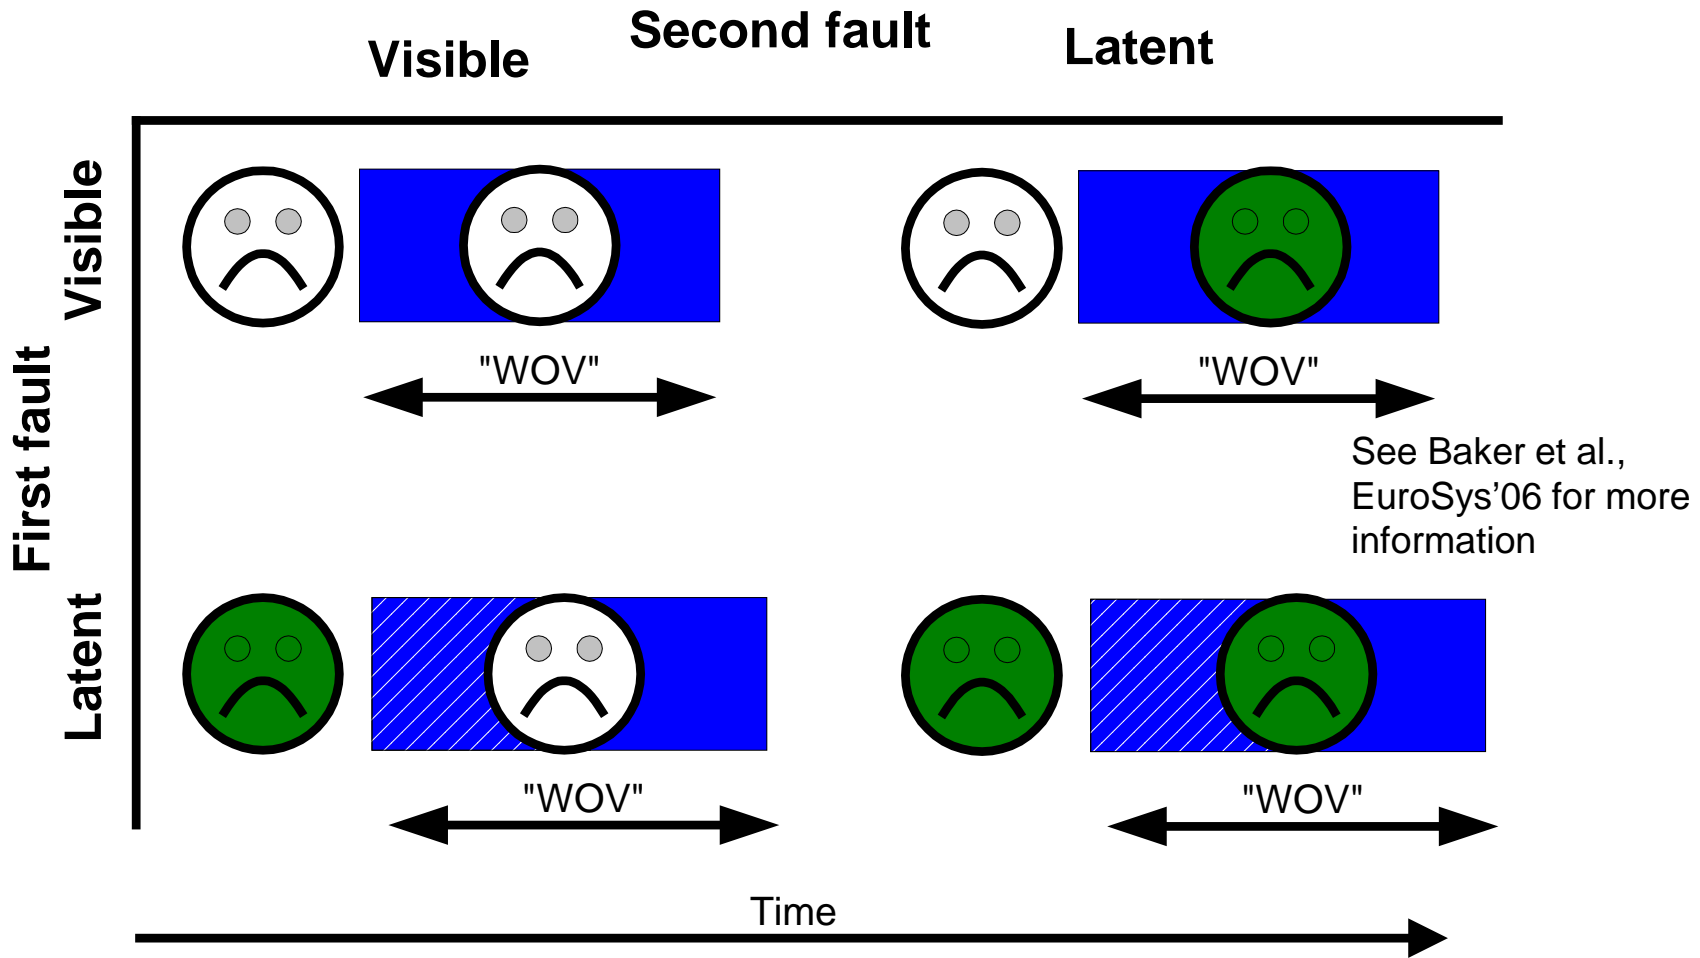 Second fault
Visible
Latent
First fault
Visible
"WOV"
"WOV"
See Baker et al.,
EuroSys’06 for more
information
Latent
"WOV"
"WOV"
Time